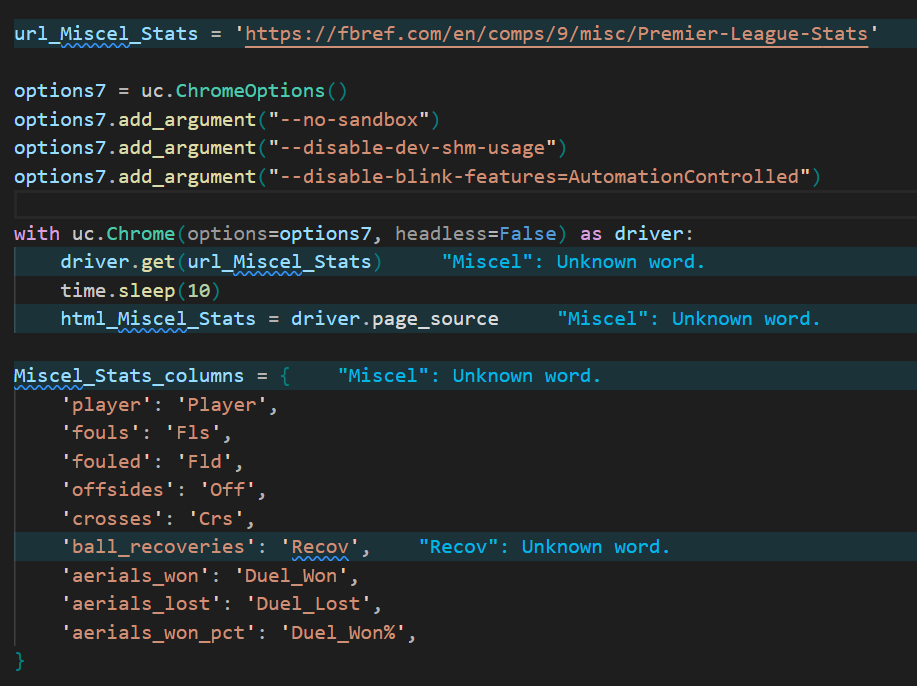 url_Miscel_Stats = 'https://fbref.com/en/comps/9/misc/Premier-League-Stats'
options7 = uc.ChromeOptions()
options7.add_argument("--no-sandbox")
options7.add_argument("--disable-dev-shm-usage")
options7.add_argument("--disable-blink-features=AutomationControlled")
with uc.Chrome(options=options7, headless=False) as driver:
    driver.get(url_Miscel_Stats)     "Miscel": Unknown word.
    time.sleep(10)
    html_Miscel_Stats = driver.page_source     "Miscel": Unknown word.
Miscel_Stats_columns = {    "Miscel": Unknown word.
    'player': 'Player',
    'fouls': 'Fls',
    'fouled': 'Fld',
    'offsides': 'Off',
    'crosses': 'Crs',
    'ball_recoveries': 'Recov',    "Recov": Unknown word.
    'aerials_won': 'Duel_Won',
    'aerials_lost': 'Duel_Lost',
    'aerials_won_pct': 'Duel_Won%',
}